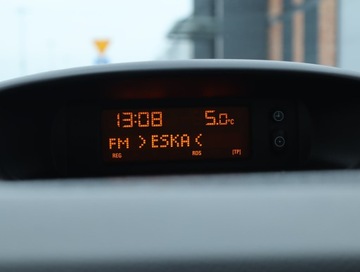 13:08 5.0°C
FM > ESKA <
REG RDS [TP]